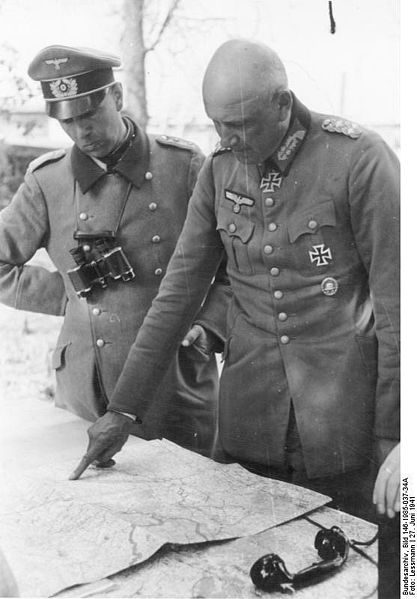 Bundesarchiv, Bild 146-1985-037-34A
Foto: Lessmann | 27. Juni 1941